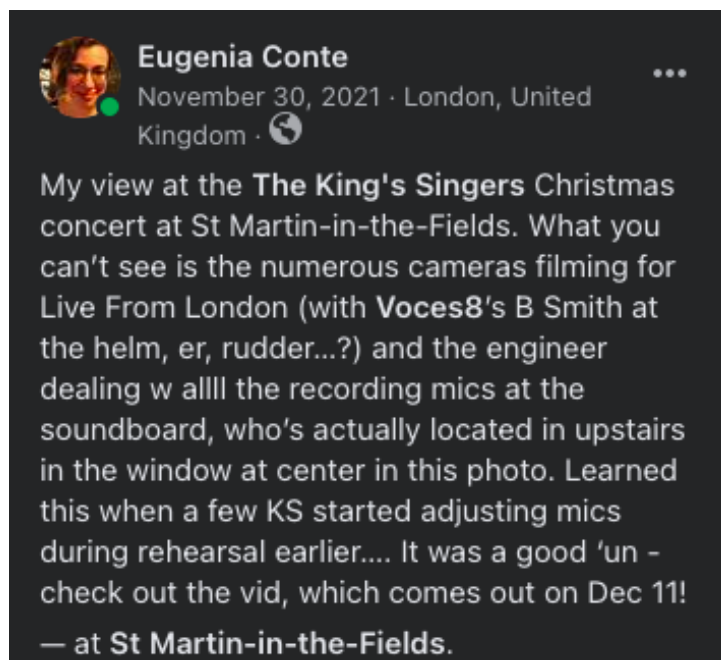 Eugenia Conte
November 30, 2021 · London, United
Kingdom ·
My view at the The King's Singers Christmas
concert at St Martin-in-the-Fields. What you
can’t see is the numerous cameras filming for
Live From London (with Voces8’s B Smith at
the helm, er, rudder...?) and the engineer
dealing w allll the recording mics at the
soundboard, who’s actually located in upstairs
in the window at center in this photo. Learned
this when a few KS started adjusting mics
during rehearsal earlier.... It was a good ‘un -
check out the vid, which comes out on Dec 11!
— at St Martin-in-the-Fields.